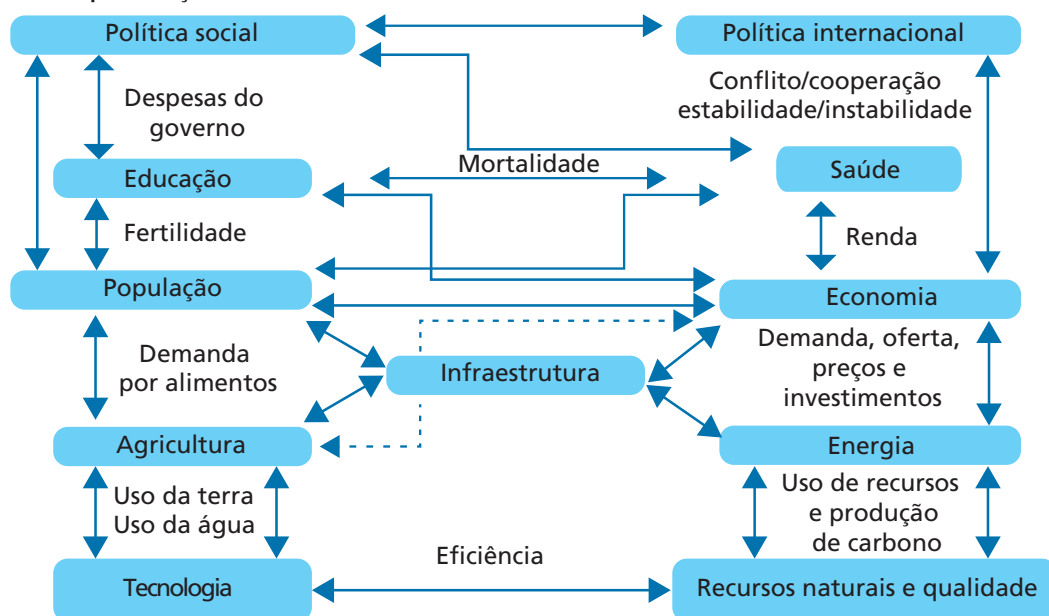 Política social
Política internacional
Despesas do
governo
Conflito/cooperação
estabilidade/instabilidade
Educação
Mortalidade
Saúde
Fertilidade
Renda
População
Economia
Demanda
por alimentos
Infraestrutura
Demanda, oferta,
preços e
investimentos
Agricultura
Energia
Uso da terra
Uso da água
Uso de recursos
e produção
de carbono
Eficiência
Tecnologia
Recursos naturais e qualidade